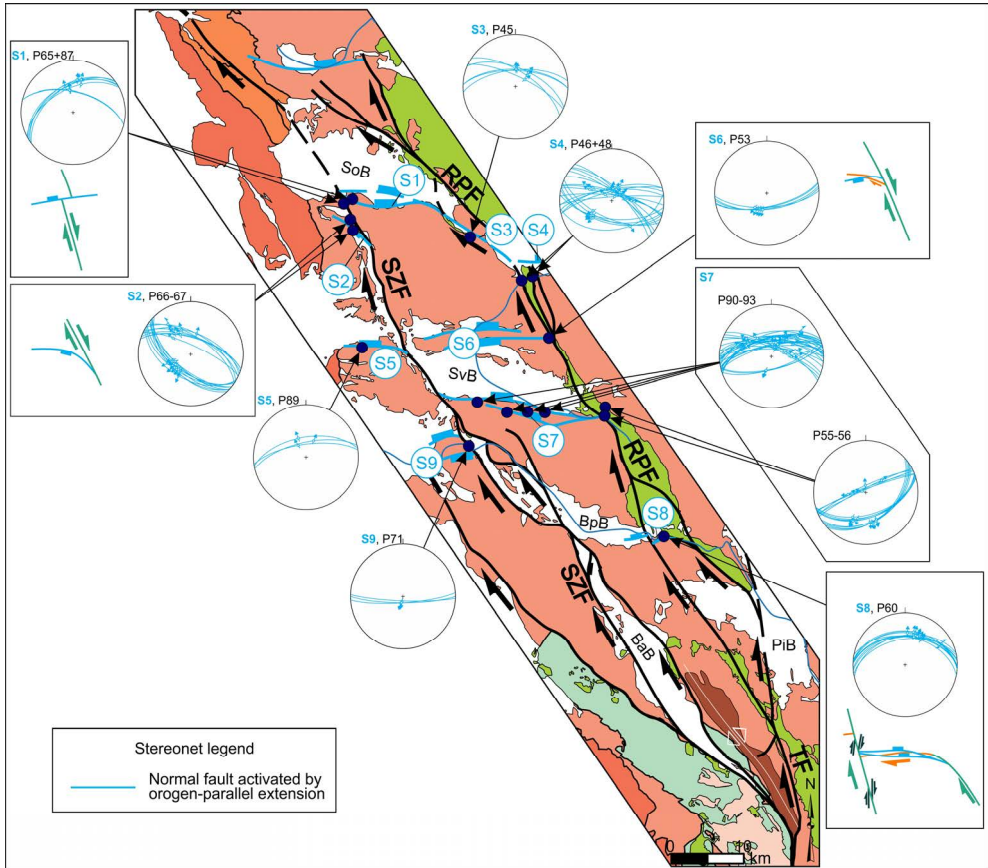 S3, P45
S1, P65+87
S4, P46+48
S6, P53
SoB
S1
RPF
S3
S4
S2
SZF
S7
P90-93
S2, P66-67
S6
S5
SvB
S5, P89
S7
RPF
P55-56
S9
BpB
S8
S9, P71
SZF
S8, P60
BaB
PiB
Stereonet legend
Normal fault activated by
orogen-parallel extension
TF
N
0
km